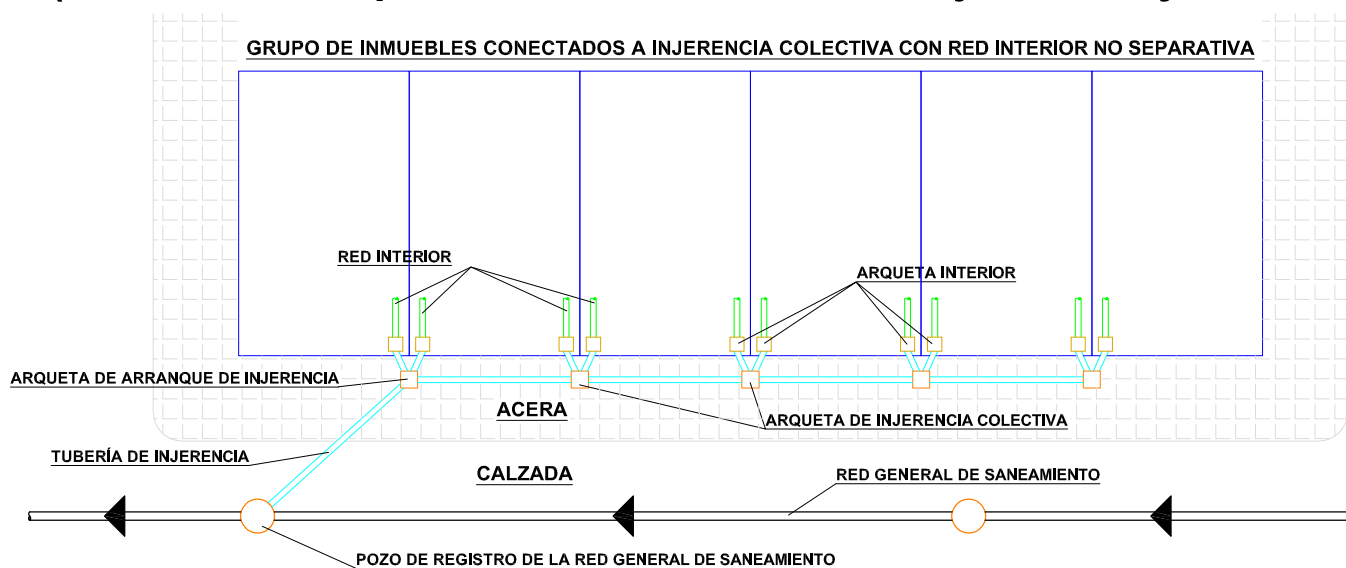 GRUPO DE INMUEBLES CONECTADOS A INJERENCIA COLECTIVA CON RED INTERIOR NO SEPARATIVA
RED INTERIOR
ARQUETA INTERIOR
ARQUETA DE ARRANQUE DE INJERENCIA
ACERA
ARQUETA DE INJERENCIA COLECTIVA
TUBERÍA DE INJERENCIA
CALZADA
RED GENERAL DE SANEAMIENTO
POZO DE REGISTRO DE LA RED GENERAL DE SANEAMIENTO